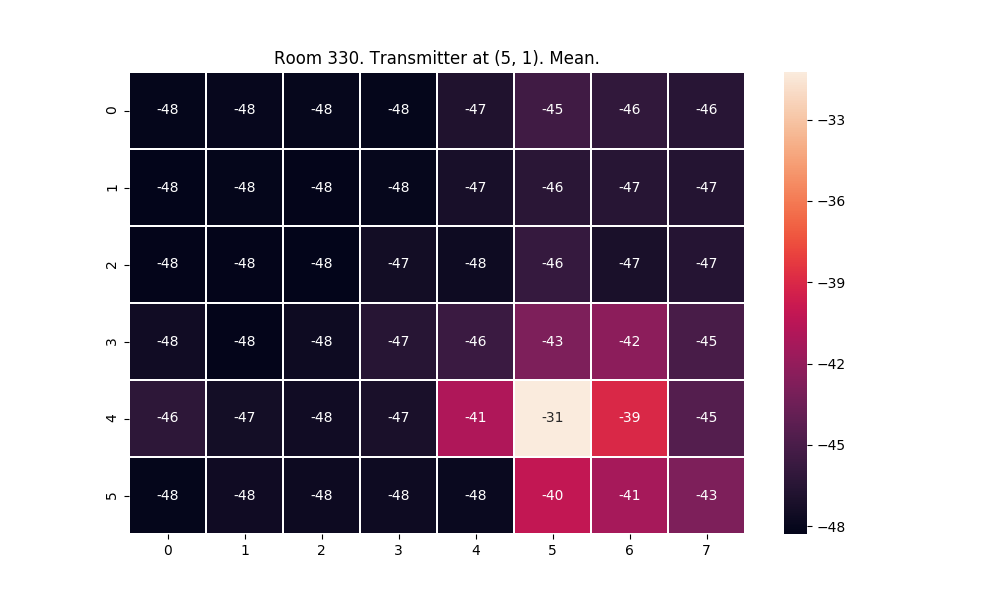 Room 330. Transmitter at (5, 1). Mean.
0 -48 -48 -48 -48 -47 -45 -46 -46
1 -48 -48 -48 -48 -47 -46 -47 -47
2 -48 -48 -48 -47 -48 -46 -47 -47
3 -48 -48 -48 -47 -46 -43 -42 -45
4 -46 -47 -48 -47 -41 -31 -39 -45
5 -48 -48 -48 -48 -48 -40 -41 -43
0 1 2 3 4 5 6 7
−33
−36
−39
−42
−45
−48